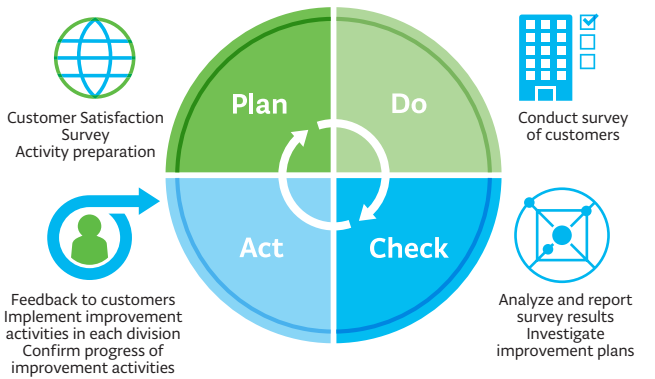 Plan
Customer Satisfaction
Survey
Activity preparation
Do
Conduct survey
of customers
Check
Analyze and report
survey results
Investigate
improvement plans
Act
Feedback to customers
Implement improvement
activities in each division
Confirm progress of
improvement activities